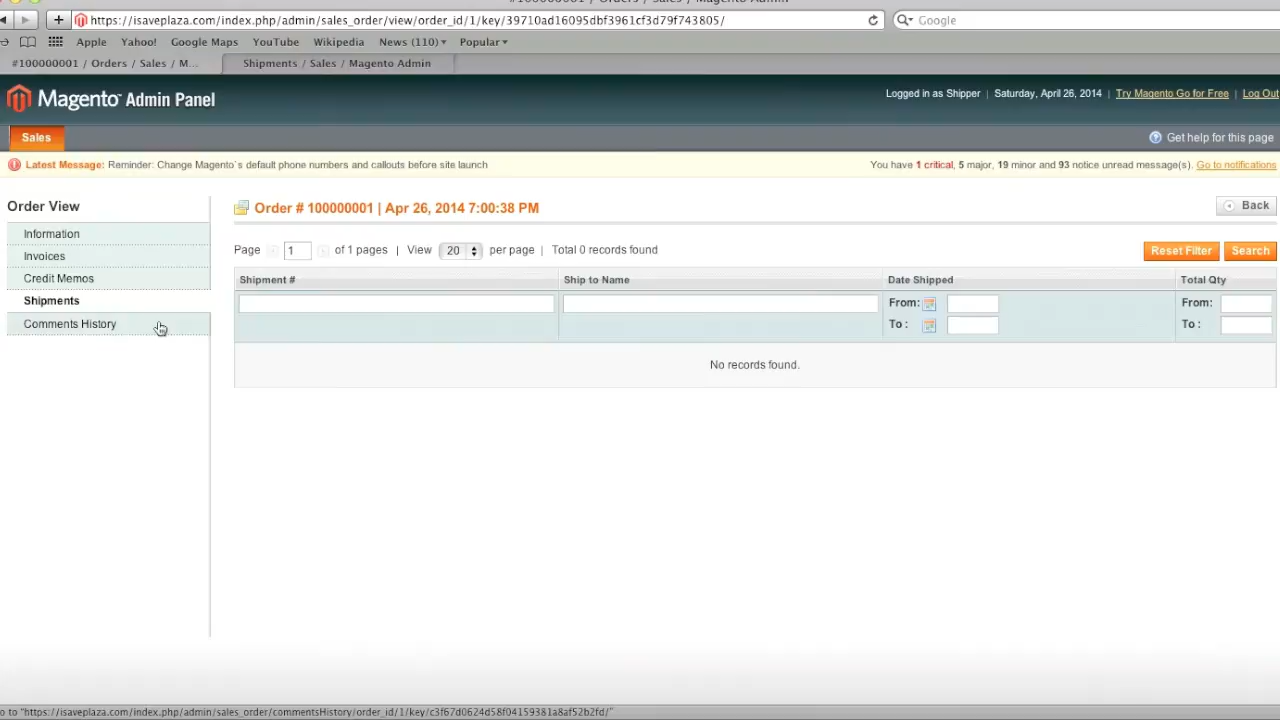 #100000001 / Orders / Sales / Magento Admin
https://isaveplaza.com/index.php/admin/sales_order/view/order_id/1/key/39710ad16095dbf3961cf3d79f743805/
Google
Apple Yahoo! Google Maps YouTube Wikipedia News (110)▾ Popular▾
#100000001 / Orders / Sales / M...
Shipments / Sales / Magento Admin
Magento™ Admin Panel
Logged in as Shipper | Saturday, April 26, 2014 | Try Magento Go for Free | Log Out
Sales
Get help for this page
Latest Message: Reminder: Change Magento`s default phone numbers and callouts before site launch
You have 1 critical, 5 major, 19 minor and 93 notice unread message(s). Go to notifications
Order View
Information
Invoices
Credit Memos
Shipments
Comments History
Order # 100000001 | Apr 26, 2014 7:00:38 PM
Back
Page 1 of 1 pages | View 20 per page | Total 0 records found
Reset Filter
Search
Shipment # Ship to Name Date Shipped Total Qty
From: From:
To : To :
No records found.
o to "https://isaveplaza.com/index.php/admin/sales_order/commentsHistory/order_id/1/key/c3f67d0624d58f04159381a8af52b2fd/"